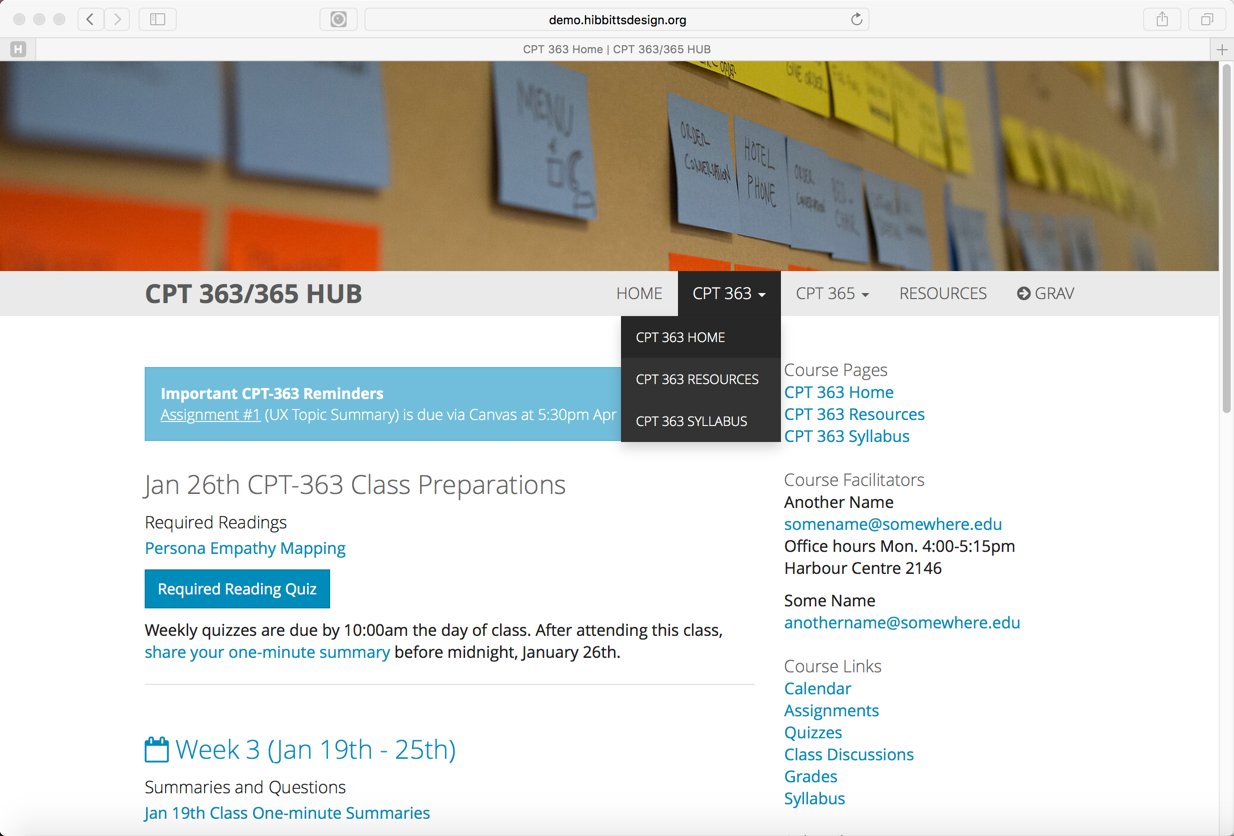 demo.hibbittsdesign.org
H
CPT 363 Home | CPT 363/365 HUB
MENU
ORDER
CONVERSATION
HOTEL
PHONE
CPT 363/365 HUB
HOME
CPT 363
CPT 365
RESOURCES
GRAV
CPT 363 HOME
CPT 363 RESOURCES
CPT 363 SYLLABUS
Important CPT-363 Reminders
Assignment #1 (UX Topic Summary) is due via Canvas at 5:30pm Apr
Jan 26th CPT-363 Class Preparations
Required Readings
Persona Empathy Mapping
Required Reading Quiz
Weekly quizzes are due by 10:00am the day of class. After attending this class,
share your one-minute summary before midnight, January 26th.
Week 3 (Jan 19th - 25th)
Summaries and Questions
Jan 19th Class One-minute Summaries
Course Pages
CPT 363 Home
CPT 363 Resources
CPT 363 Syllabus
Course Facilitators
Another Name
somename@somewhere.edu
Office hours Mon. 4:00-5:15pm
Harbour Centre 2146
Some Name
anothername@somewhere.edu
Course Links
Calendar
Assignments
Quizzes
Class Discussions
Grades
Syllabus